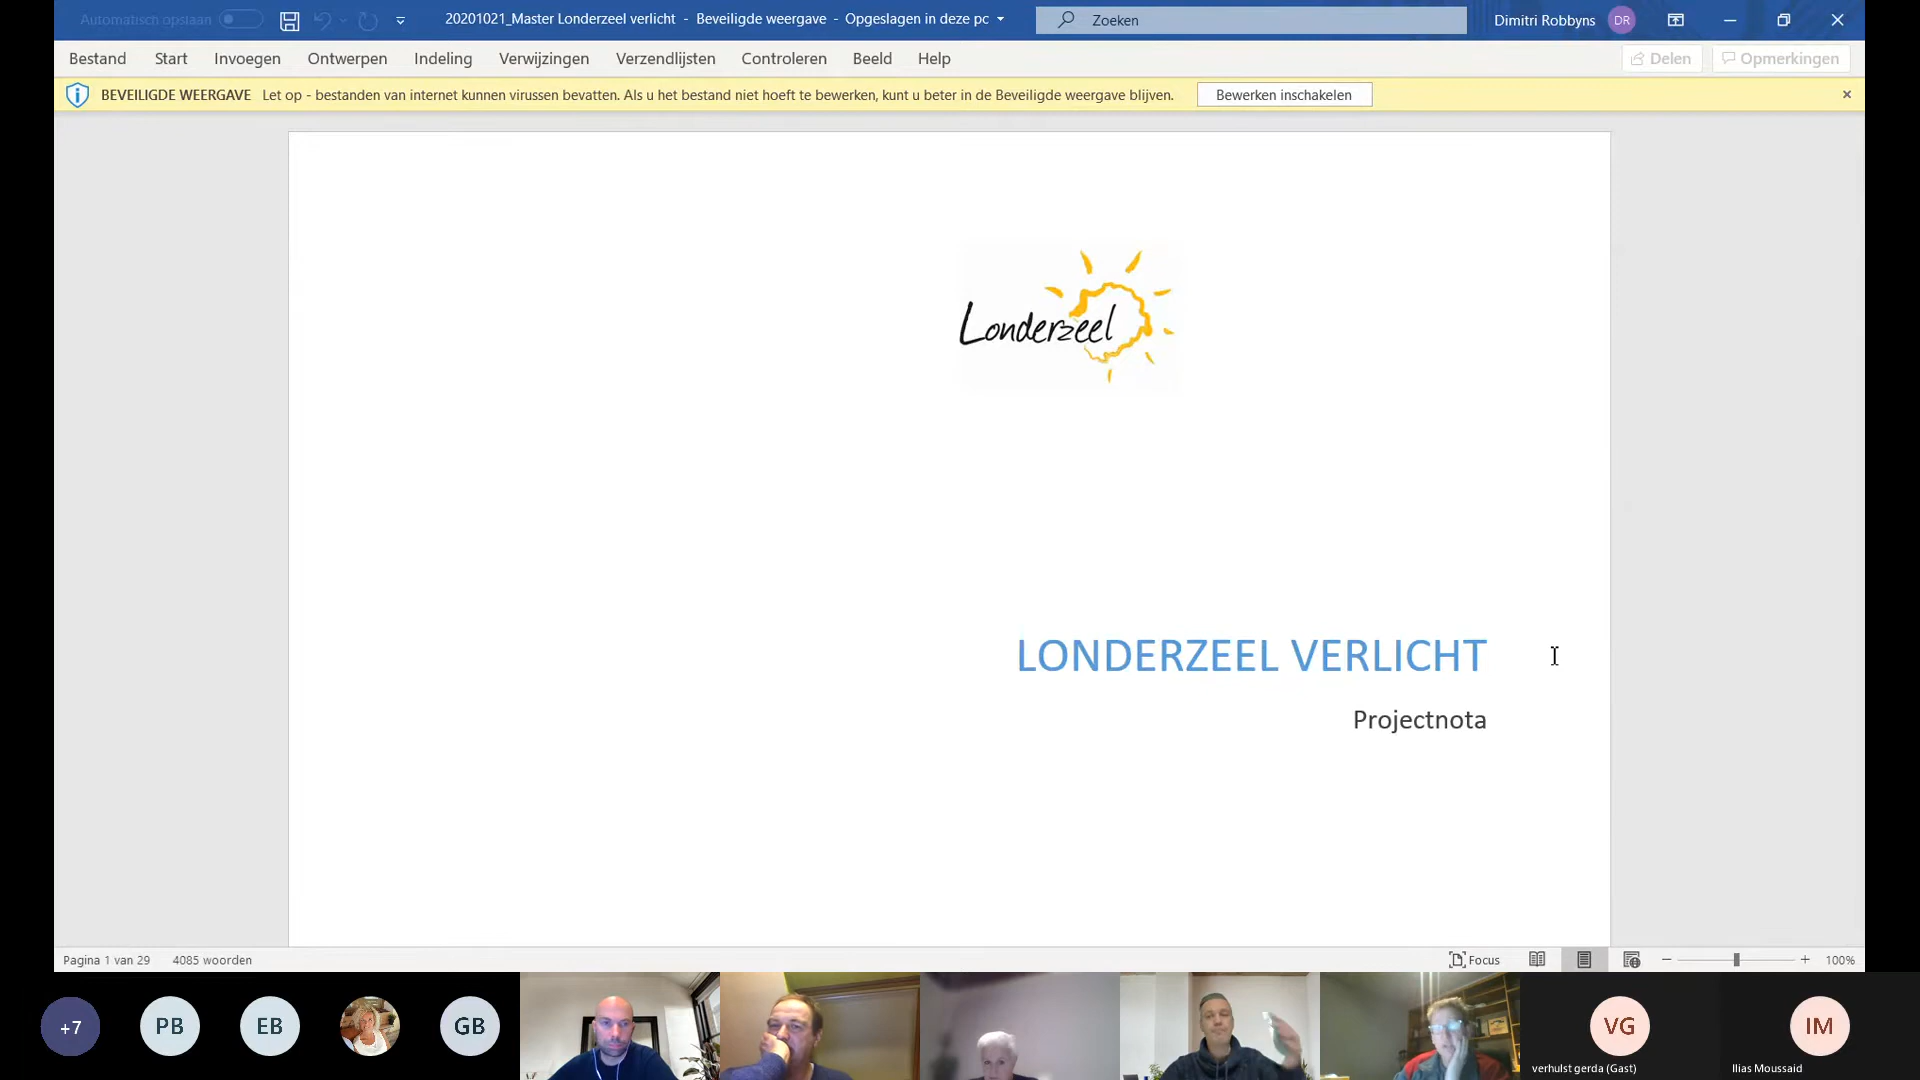 Automatisch opslaan
20201021_Master Londerzeel verlicht - Beveiligde weergave - Opgeslagen in deze pc
Zoeken
Dimitri Robbyns
DR
Bestand Start Invoegen Ontwerpen Indeling Verwijzingen Verzendlijsten Controleren Beeld Help
Delen Opmerkingen
BEVEILIGDE WEERGAVE Let op - bestanden van internet kunnen virussen bevatten. Als u het bestand niet hoeft te bewerken, kunt u beter in de Beveiligde weergave blijven.
Bewerken inschakelen
Londerzeel
LONDERZEEL VERLICHT
Projectnota
Pagina 1 van 29 4085 woorden
Focus
100%
+7
PB
EB
GB
VG
verhulst gerda (Gast)
IM
Ilias Moussaid